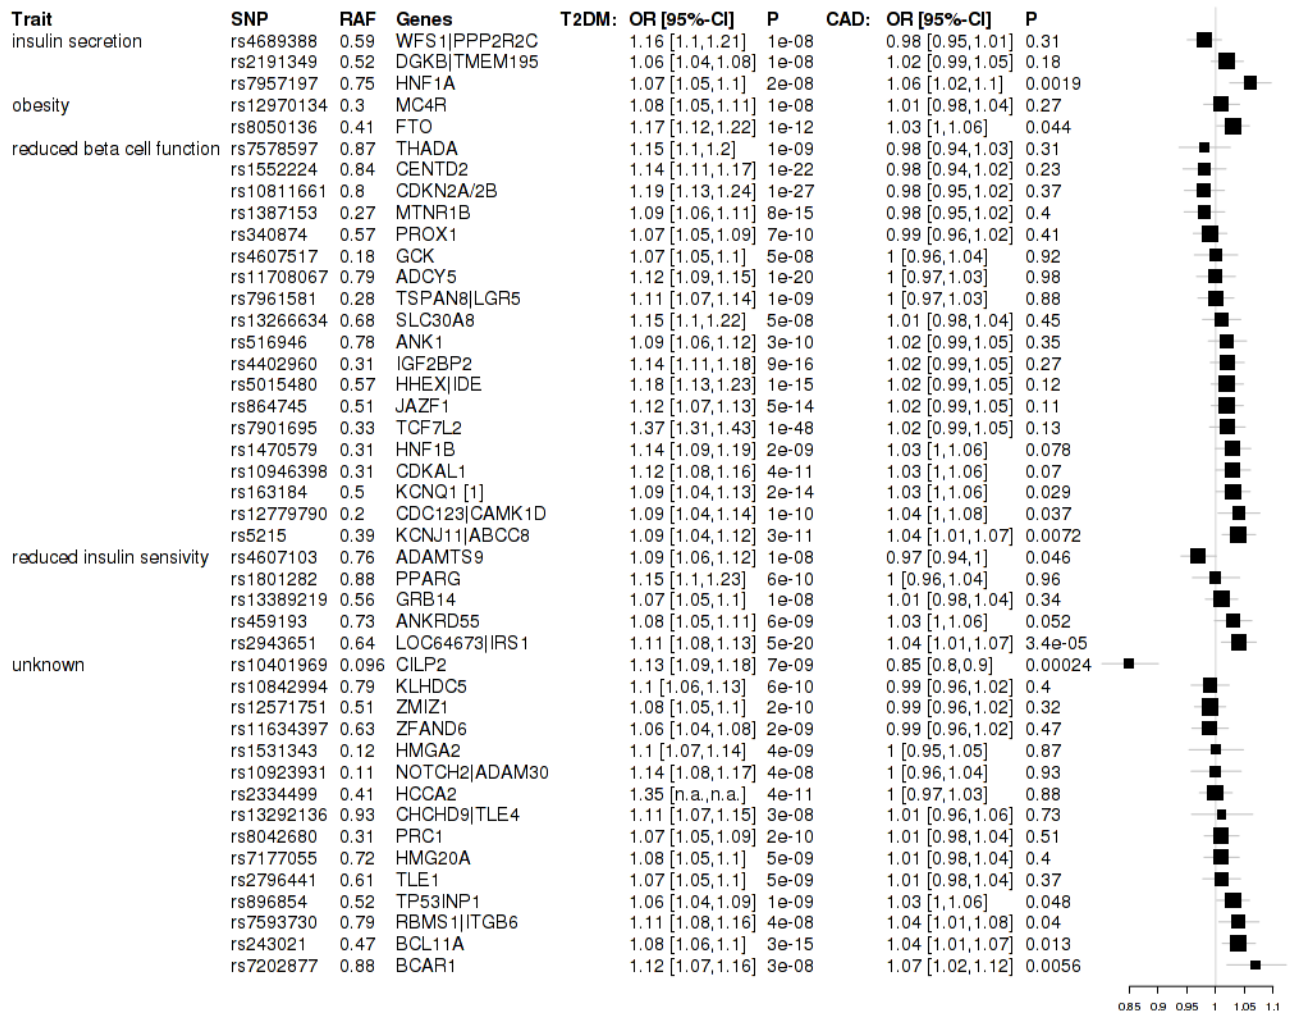 Trait SNP RAF Genes T2DM: OR [95%-CI] P CAD: OR [95%-CI] P
insulin secretion rs4689388 0.59 WFS1|PPP2R2C 1.16 [1.1,1.21] 1e-08 0.98 [0.95,1.01] 0.31
rs2191349 0.52 DGKB|TMEM195 1.06 [1.04,1.08] 1e-08 1.02 [0.99,1.05] 0.18
rs7957197 0.75 HNF1A 1.07 [1.05,1.1] 2e-08 1.06 [1.02,1.1] 0.0019
obesity rs12970134 0.3 MC4R 1.08 [1.05,1.11] 1e-08 1.01 [0.98,1.04] 0.27
rs8050136 0.41 FTO 1.17 [1.12,1.22] 1e-12 1.03 [1,1.06] 0.044
reduced beta cell function rs7578597 0.87 THADA 1.15 [1.1,1.2] 1e-09 0.98 [0.94,1.03] 0.31
rs1552224 0.84 CENTD2 1.14 [1.11,1.17] 1e-22 0.98 [0.94,1.02] 0.23
rs10811661 0.8 CDKN2A/2B 1.19 [1.13,1.24] 1e-27 0.98 [0.95,1.02] 0.37
rs1387153 0.27 MTNR1B 1.09 [1.06,1.11] 8e-15 0.98 [0.95,1.02] 0.4
rs340874 0.57 PROX1 1.07 [1.05,1.09] 7e-10 0.99 [0.96,1.02] 0.41
rs4607517 0.18 GCK 1.07 [1.05,1.1] 5e-08 1 [0.96,1.04] 0.92
rs11708067 0.79 ADCY5 1.12 [1.09,1.15] 1e-20 1 [0.97,1.03] 0.98
rs7961581 0.28 TSPAN8|LGR5 1.11 [1.07,1.14] 1e-09 1 [0.97,1.03] 0.88
rs13266634 0.68 SLC30A8 1.15 [1.1,1.22] 5e-08 1.01 [0.98,1.04] 0.45
rs516946 0.78 ANK1 1.09 [1.06,1.12] 3e-10 1.02 [0.99,1.05] 0.35
rs4402960 0.31 IGF2BP2 1.14 [1.11,1.18] 9e-16 1.02 [0.99,1.05] 0.27
rs5015480 0.57 HHEX|IDE 1.18 [1.13,1.23] 1e-15 1.02 [0.99,1.05] 0.12
rs864745 0.51 JAZF1 1.12 [1.07,1.13] 5e-14 1.02 [0.99,1.05] 0.11
rs7901695 0.33 TCF7L2 1.37 [1.31,1.43] 1e-48 1.02 [0.99,1.05] 0.13
rs1470579 0.31 HNF1B 1.14 [1.09,1.19] 2e-09 1.03 [1,1.06] 0.078
rs10946398 0.31 CDKAL1 1.12 [1.08,1.16] 4e-11 1.03 [1,1.06] 0.07
rs163184 0.5 KCNQ1 [1] 1.09 [1.04,1.13] 2e-14 1.03 [1,1.06] 0.029
rs12779790 0.2 CDC123|CAMK1D 1.09 [1.04,1.14] 1e-10 1.04 [1,1.08] 0.037
rs5215 0.39 KCNJ11|ABCC8 1.09 [1.04,1.12] 3e-11 1.04 [1.01,1.07] 0.0072
reduced insulin sensivity rs4607103 0.76 ADAMTS9 1.09 [1.06,1.12] 1e-08 0.97 [0.94,1] 0.046
rs1801282 0.88 PPARG 1.15 [1.1,1.23] 6e-10 1 [0.96,1.04] 0.96
rs13389219 0.56 GRB14 1.07 [1.05,1.1] 1e-08 1.01 [0.98,1.04] 0.34
rs459193 0.73 ANKRD55 1.08 [1.05,1.11] 6e-09 1.03 [1,1.06] 0.052
rs2943651 0.64 LOC64673|IRS1 1.11 [1.08,1.13] 5e-20 1.04 [1.01,1.07] 3.4e-05
unknown rs10401969 0.096 CILP2 1.13 [1.09,1.18] 7e-09 0.85 [0.8,0.9] 0.00024
rs10842994 0.79 KLHDC5 1.1 [1.06,1.13] 6e-10 0.99 [0.96,1.02] 0.4
rs12571751 0.51 ZMIZ1 1.08 [1.05,1.1] 2e-10 0.99 [0.96,1.02] 0.32
rs11634397 0.63 ZFAND6 1.06 [1.04,1.08] 2e-09 0.99 [0.96,1.02] 0.47
rs1531343 0.12 HMGA2 1.1 [1.07,1.14] 4e-09 1 [0.95,1.05] 0.87
rs10923931 0.11 NOTCH2|ADAM30 1.14 [1.08,1.17] 4e-08 1 [0.96,1.04] 0.93
rs2334499 0.41 HCCA2 1.35 [n.a.,n.a.] 4e-11 1 [0.97,1.03] 0.88
rs13292136 0.93 CHCHD9|TLE4 1.11 [1.07,1.15] 3e-08 1.01 [0.96,1.06] 0.73
rs8042680 0.31 PRC1 1.07 [1.05,1.09] 2e-10 1.01 [0.98,1.04] 0.51
rs7177055 0.72 HMG20A 1.08 [1.05,1.1] 5e-09 1.01 [0.98,1.04] 0.4
rs2796441 0.61 TLE1 1.07 [1.05,1.1] 5e-09 1.01 [0.98,1.04] 0.37
rs896854 0.52 TP53INP1 1.06 [1.04,1.09] 1e-09 1.03 [1,1.06] 0.048
rs7593730 0.79 RBMS1|ITGB6 1.11 [1.08,1.16] 4e-08 1.04 [1.01,1.08] 0.04
rs243021 0.47 BCL11A 1.08 [1.06,1.1] 3e-15 1.04 [1.01,1.07] 0.013
rs7202877 0.88 BCAR1 1.12 [1.07,1.16] 3e-08 1.07 [1.02,1.12] 0.0056
0.85 0.9 0.95 1 1.05 1.1